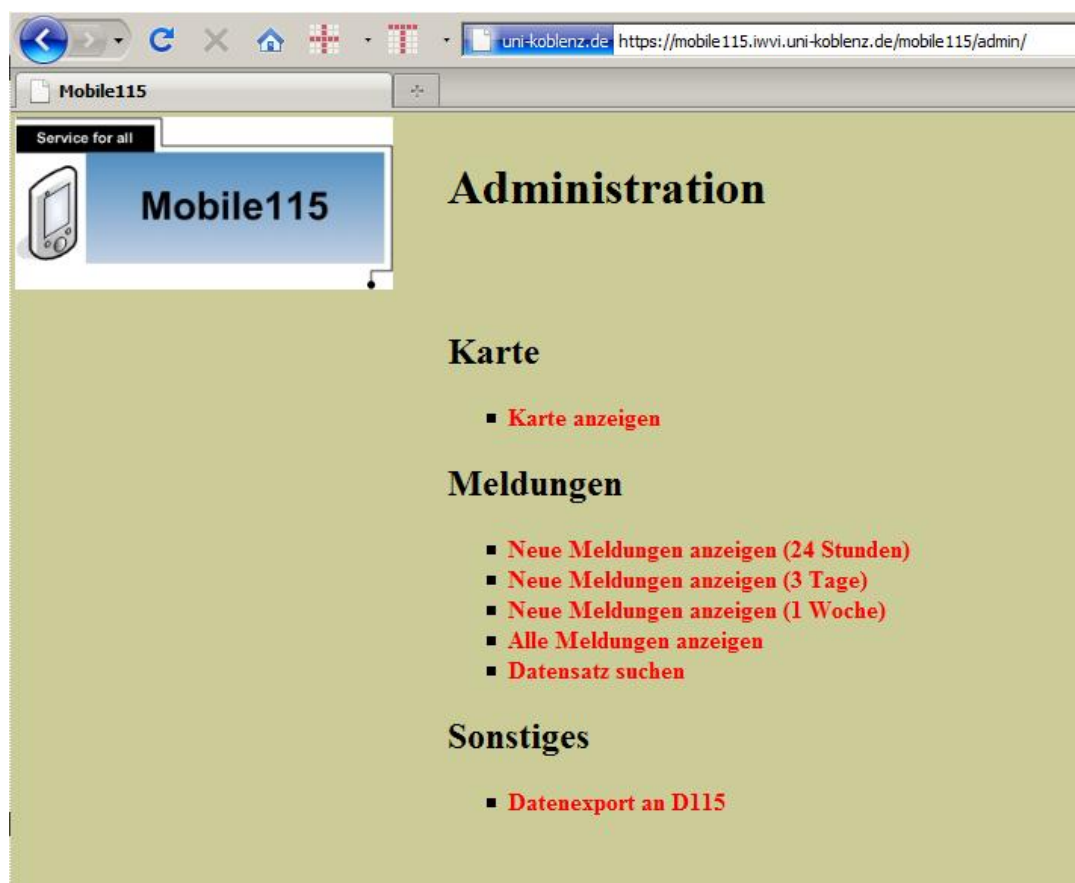 uni-koblenz.de https://mobile115.iwvi.uni-koblenz.de/mobile115/admin/
Mobile115
Service for all
Mobile115
Administration
Karte
Karte anzeigen
Meldungen
Neue Meldungen anzeigen (24 Stunden)
Neue Meldungen anzeigen (3 Tage)
Neue Meldungen anzeigen (1 Woche)
Alle Meldungen anzeigen
Datensatz suchen
Sonstiges
Datenexport an D115